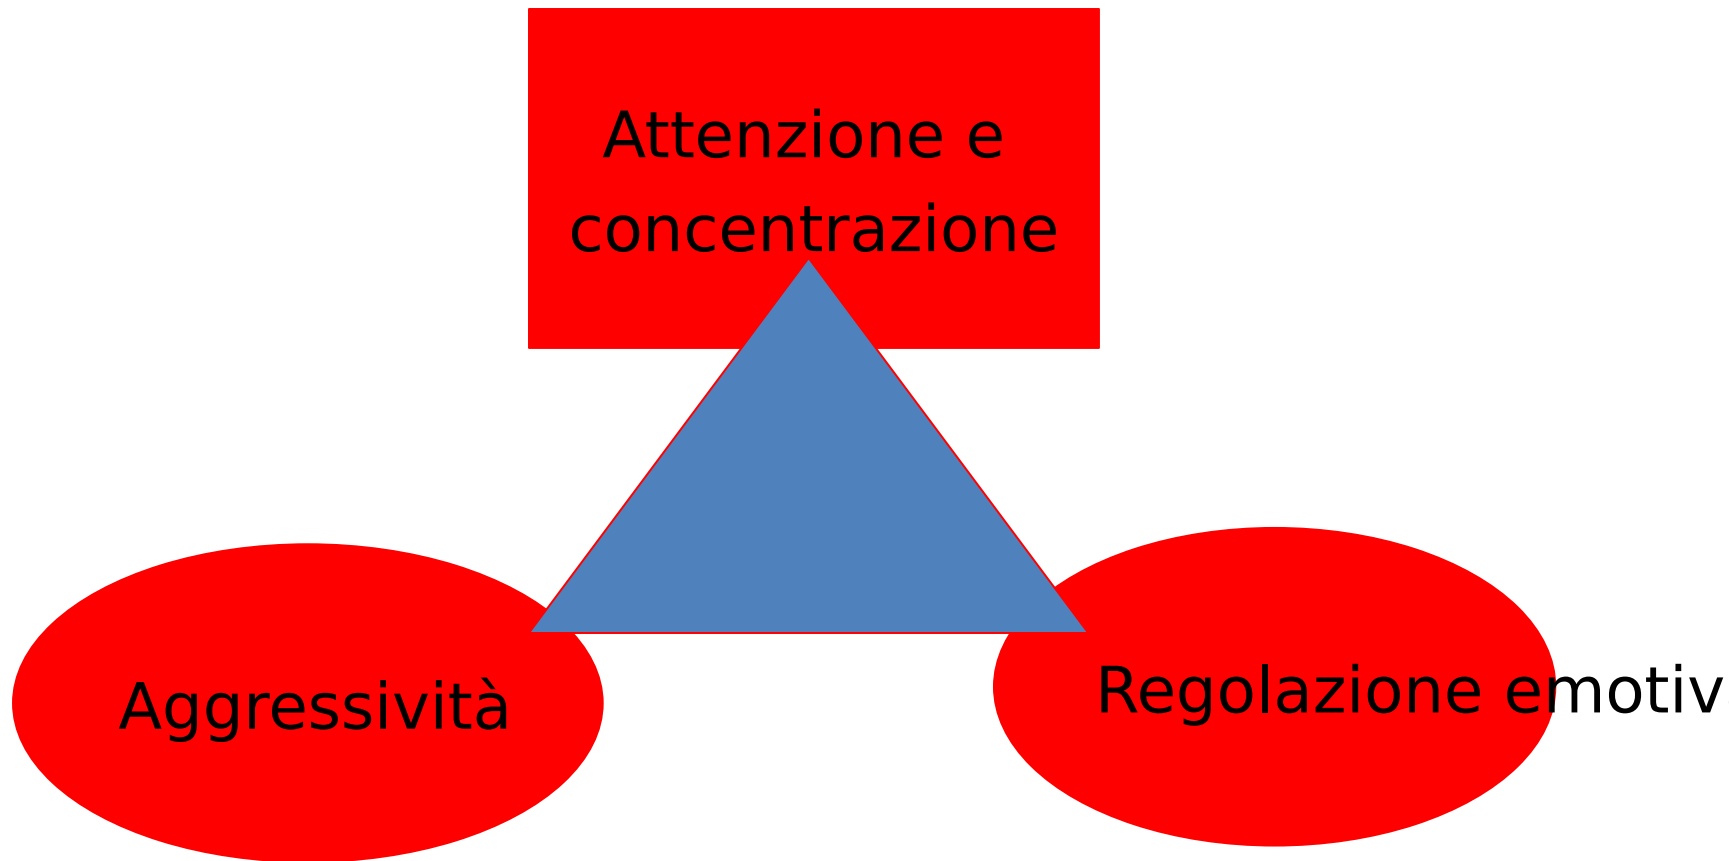 Attenzione e
concentrazione
Aggressività
Regolazione emotiv